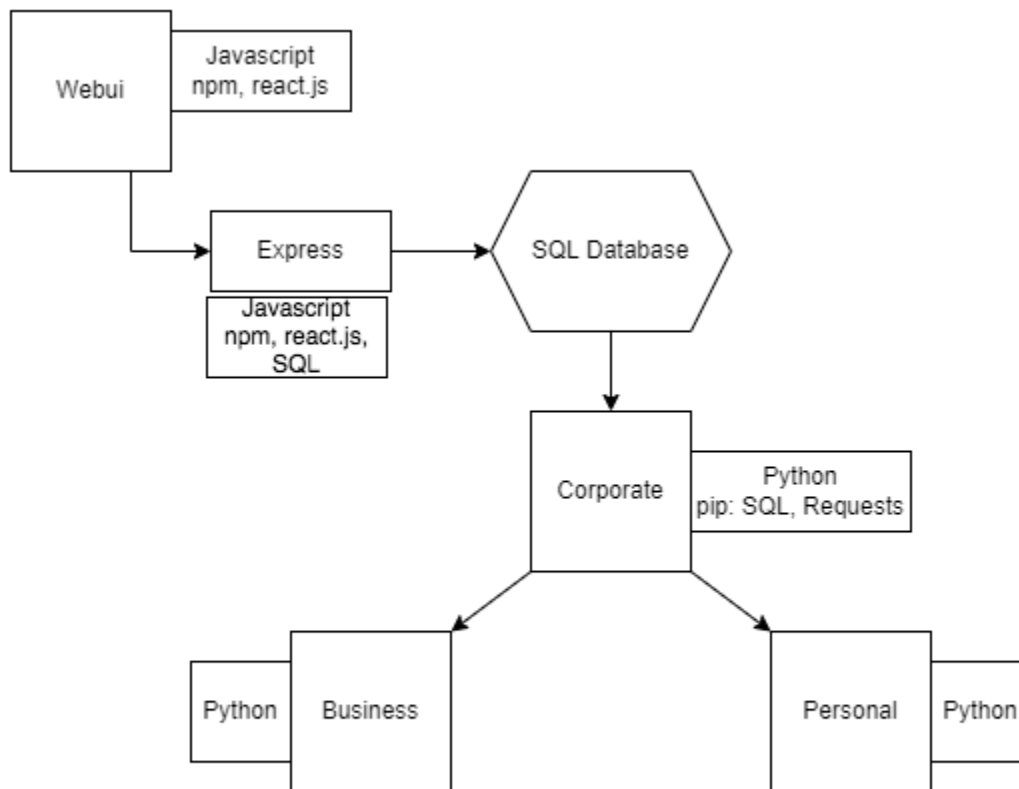 Webui
Javascript
npm, react.js
Express
Javascript
npm, react.js,
SQL
SQL Database
Corporate
Python
pip: SQL, Requests
Python
Business
Personal
Python